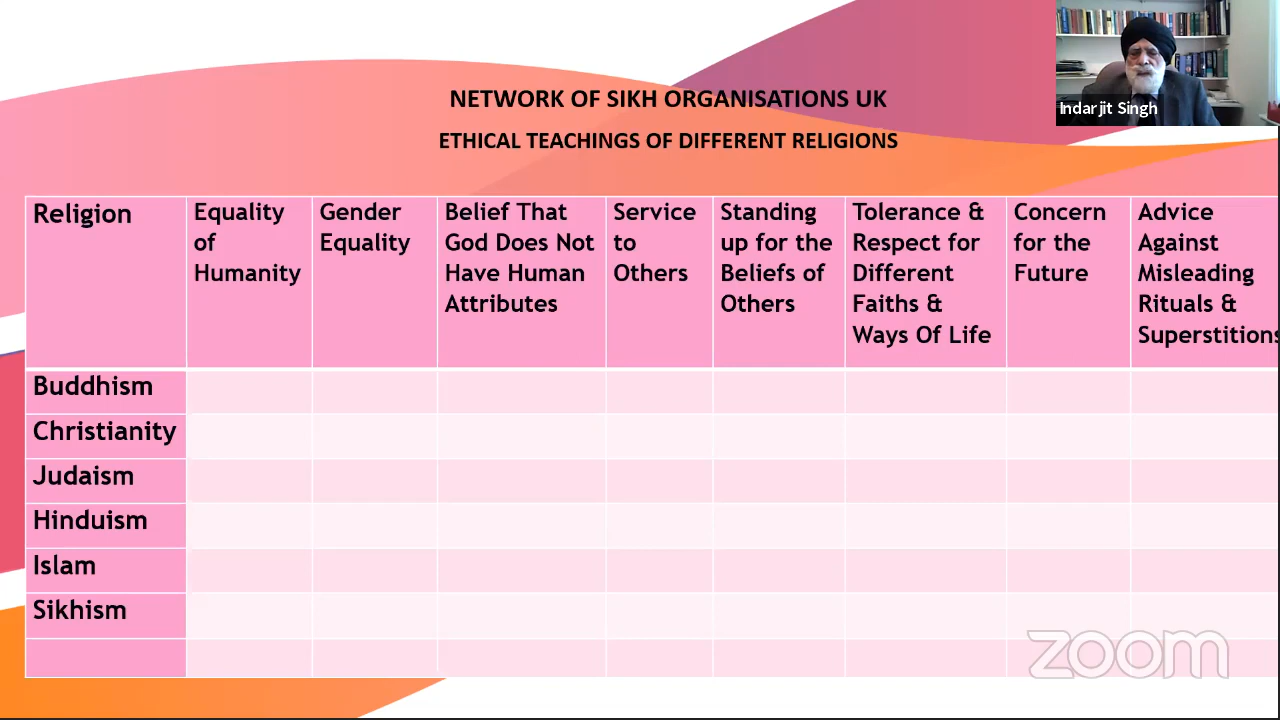 NETWORK OF SIKH ORGANISATIONS UK
Indarjit Singh
ETHICAL TEACHINGS OF DIFFERENT RELIGIONS
Religion
Equality
of
Humanity
Gender
Equality
Belief That
God Does Not
Have Human
Attributes
Service
to
Others
Standing
up for the
Beliefs of
Others
Tolerance &
Respect for
Different
Faiths &
Ways Of Life
Concern
for the
Future
Advice
Against
Misleading
Rituals &
Superstitions
Buddhism
Christianity
Judaism
Hinduism
Islam
Sikhism
zoom